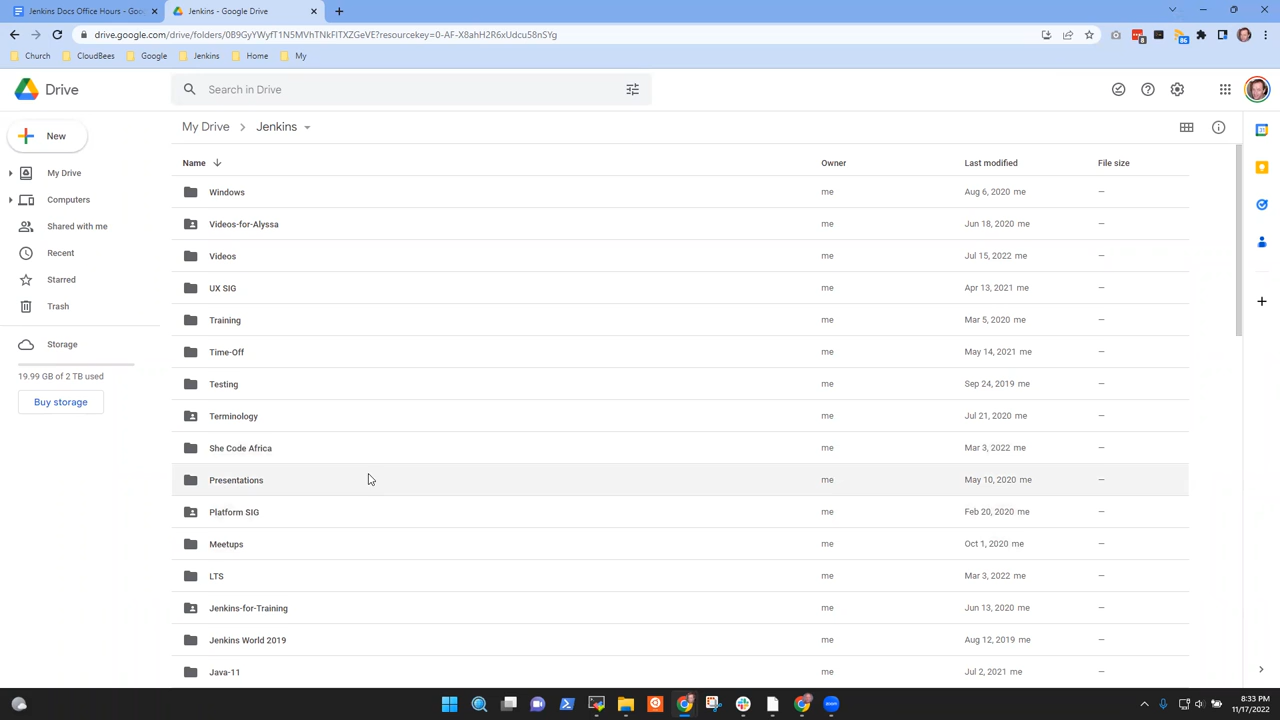 Jenkins Docs Office Hours - Goog
Jenkins - Google Drive
drive.google.com/drive/folders/0B9GyYWyfT1N5MVhTNkFlTXZGeVE?resourcekey=0-AF-X8ahH2R6xUdcu58nSYg
Church
CloudBees
Google
Jenkins
Home
My
Drive
Search in Drive
New
My Drive
Computers
Shared with me
Recent
Starred
Trash
Storage
19.99 GB of 2 TB used
Buy storage
My Drive > Jenkins
Name Owner Last modified File size
Windows me Aug 6, 2020 me —
Videos-for-Alyssa me Jun 18, 2020 me —
Videos me Jul 15, 2022 me —
UX SIG me Apr 13, 2021 me —
Training me Mar 5, 2020 me —
Time-Off me May 14, 2021 me —
Testing me Sep 24, 2019 me —
Terminology me Jul 21, 2020 me —
She Code Africa me Mar 3, 2022 me —
Presentations me May 10, 2020 me —
Platform SIG me Feb 20, 2020 me —
Meetups me Oct 1, 2020 me —
LTS me Mar 3, 2022 me —
Jenkins-for-Training me Jun 13, 2020 me —
Jenkins World 2019 me Aug 12, 2019 me —
Java-11 me Jul 2, 2021 me —
8:33 PM
11/17/2022